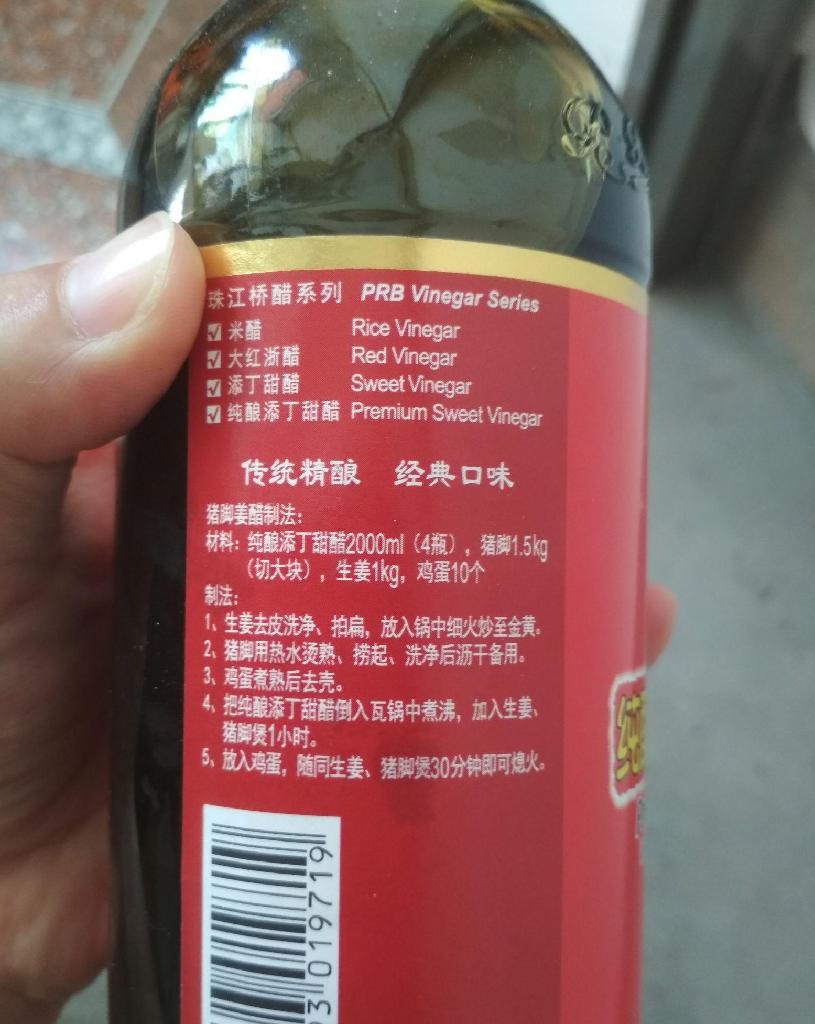 珠江桥醋系列 PRB Vinegar Series
米醋 Rice Vinegar
大红浙醋 Red Vinegar
添丁甜醋 Sweet Vinegar
纯酿添丁甜醋 Premium Sweet Vinegar
传统精酿 经典口味
猪脚姜醋制法：
材料：纯酿添丁甜醋2000ml（4瓶），猪脚1.5kg
（切大块），生姜1kg，鸡蛋10个
制法：
1、生姜去皮洗净、拍扁，放入锅中细火炒至金黄。
2、猪脚用热水烫熟、捞起、洗净后沥干备用。
3、鸡蛋煮熟后去壳。
4、把纯酿添丁甜醋倒入瓦锅中煮沸，加入生姜、
猪脚煲1小时。
5、放入鸡蛋，随同生姜、猪脚煲30分钟即可熄火。
纯
3 019719